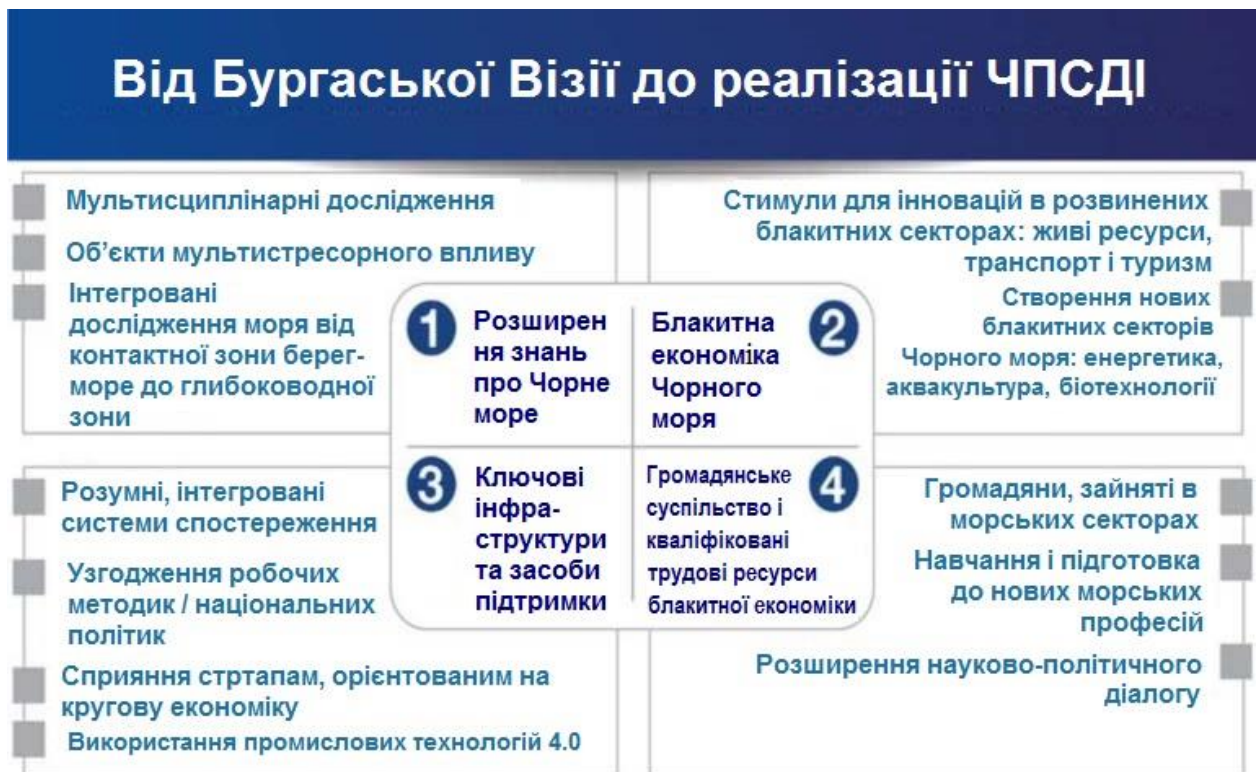 Від Бургаської Візії до реалізації ЧПСДІ
Мультисциплінарні дослідження
Об’єкти мультистресорного впливу
Інтегровані
дослідження моря від
контактної зони берег-
море до глибоководної
зони
Стимули для інновацій в розвинених
блакитних секторах: живі ресурси,
транспорт і туризм
Створення нових
блакитних секторів
Чорного моря: енергетика,
аквакультура, біотехнології
1
Розширен
ня знань
про Чорне
море
Блакитна
економіка
Чорного
моря
2
3
Ключові
інфра-
структури
та засоби
підтримки
Громадянське
суспільство і
кваліфіковані
трудові ресурси
блакитної економіки
4
Розумні, інтегровані
системи спостереження
Узгодження робочих
методик / національних
політик
Сприяння стртапам, орієнтованим на
кругову економіку
Використання промислових технологій 4.0
Громадяни, зайняті в
морських секторах
Навчання і підготовка
до нових морських
професій
Розширення науково-політичного
діалогу